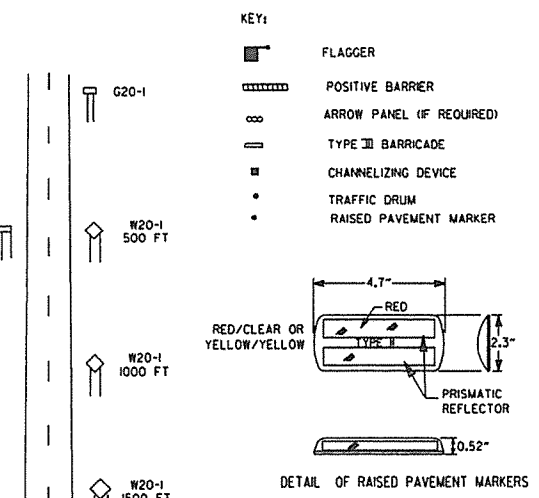 KEY:
FLAGGER
POSITIVE BARRIER
ARROW PANEL (IF REQUIRED)
TYPE III BARRICADE
CHANNELIZING DEVICE
TRAFFIC DRUM
RAISED PAVEMENT MARKER
G20-1
W20-1
500 FT
W20-1
1000 FT
W20-1
1500 FT
4.7"
RED
RED/CLEAR OR
YELLOW/YELLOW
TYPE II
2.3"
PRISMATIC
REFLECTOR
0.52"
DETAIL OF RAISED PAVEMENT MARKERS